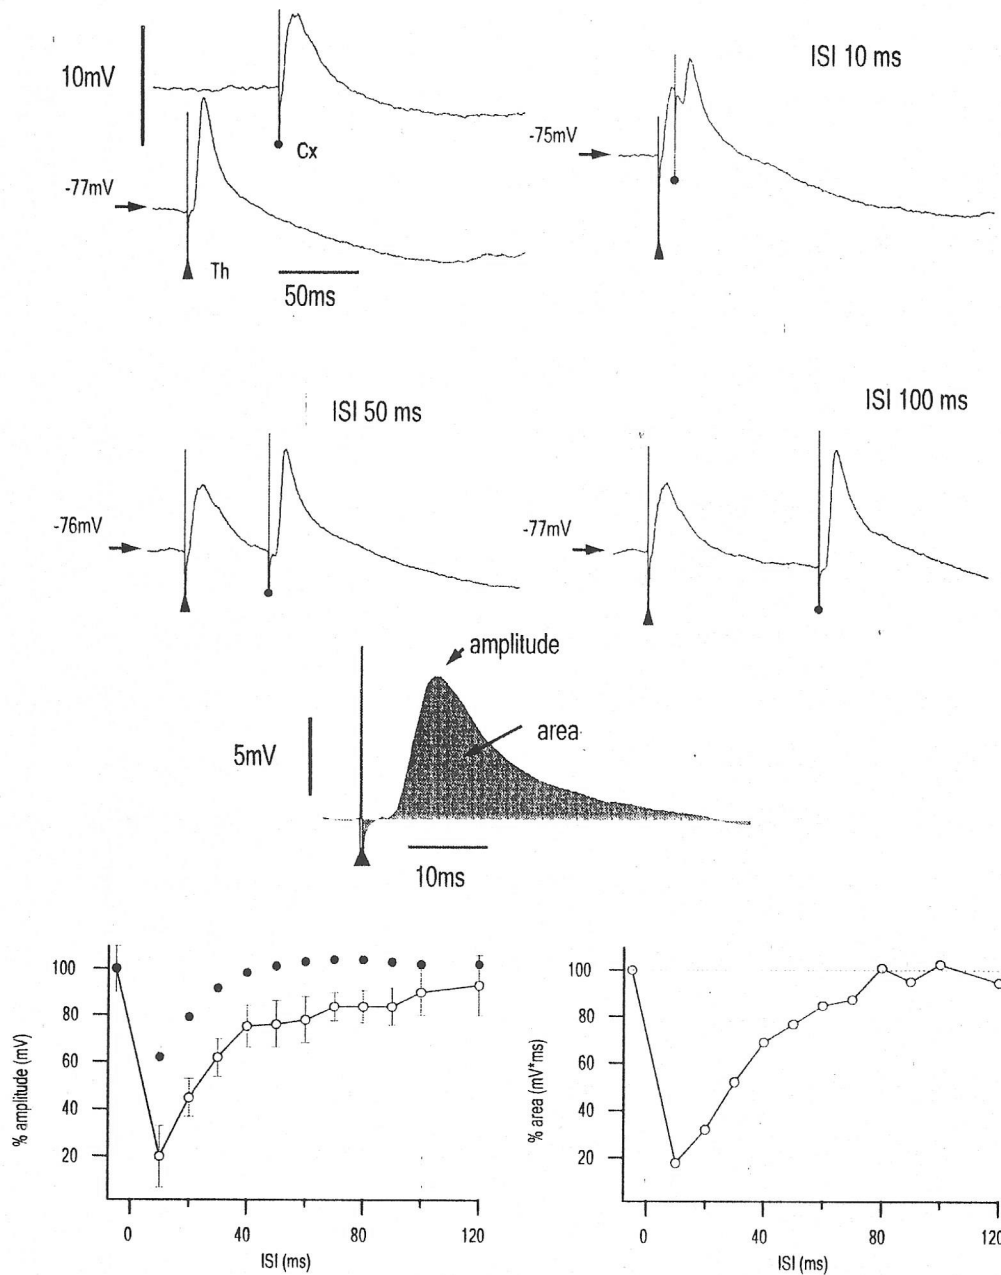 10mV
Cx
-77mV
Th
50ms
ISI 10 ms
-75mV
ISI 50 ms
-76mV
ISI 100 ms
-77mV
amplitude
area
5mV
10ms
% amplitude (mV)
100
80
60
40
20
0 40 80 120
ISI (ms)
% area (mV*ms)
100
80
60
40
20
0 40 80 120
ISI (ms)